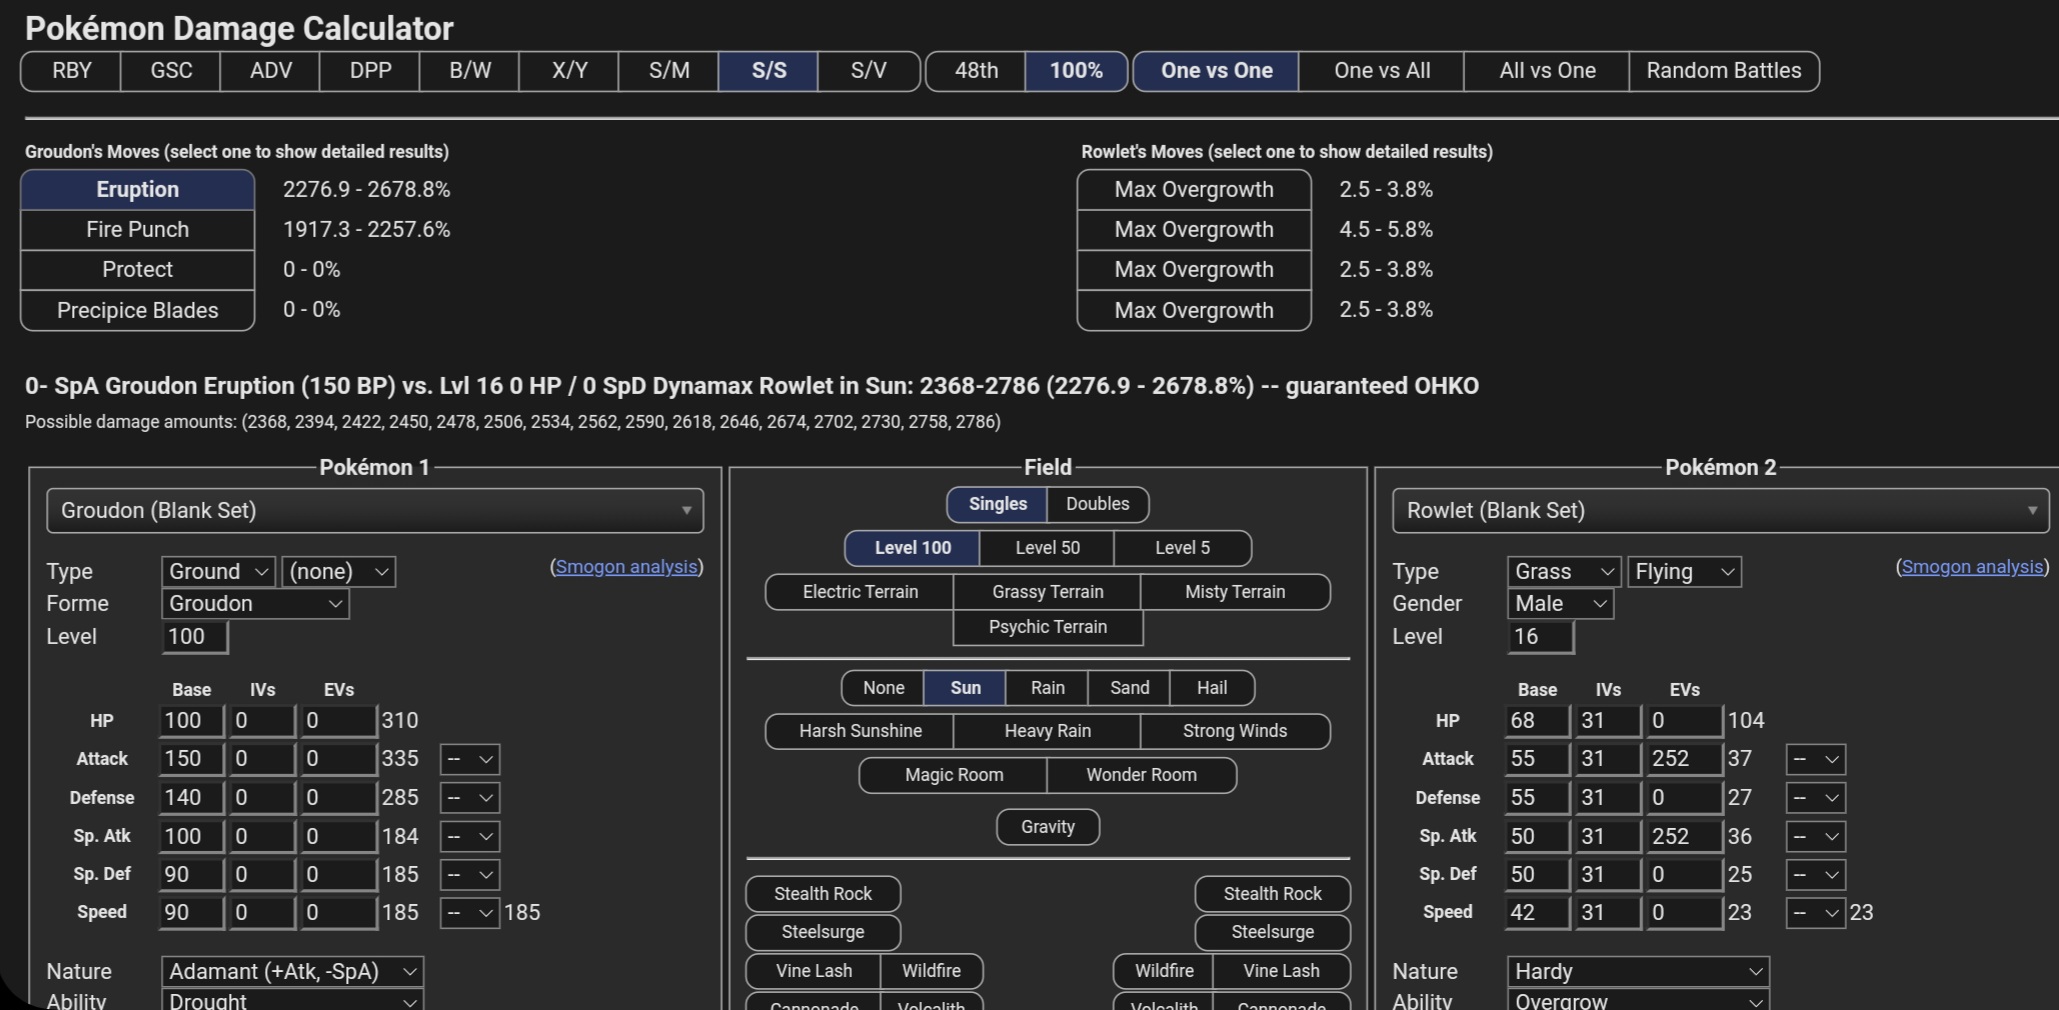 Pokémon Damage Calculator
RBY GSC ADV DPP B/W X/Y S/M S/S S/V 48th 100% One vs One One vs All All vs One Random Battles
Groudon's Moves (select one to show detailed results) Rowlet's Moves (select one to show detailed results)
Eruption 2276.9 - 2678.8% Max Overgrowth 2.5 - 3.8%
Fire Punch 1917.3 - 2257.6% Max Overgrowth 4.5 - 5.8%
Protect 0 - 0% Max Overgrowth 2.5 - 3.8%
Precipice Blades 0 - 0% Max Overgrowth 2.5 - 3.8%
0- SpA Groudon Eruption (150 BP) vs. Lvl 16 0 HP / 0 SpD Dynamax Rowlet in Sun: 2368-2786 (2276.9 - 2678.8%) -- guaranteed OHKO
Possible damage amounts: (2368, 2394, 2422, 2450, 2478, 2506, 2534, 2562, 2590, 2618, 2646, 2674, 2702, 2730, 2758, 2786)
Pokémon 1
Groudon (Blank Set)
Type Ground (none) (Smogon analysis)
Forme Groudon
Level 100
Base IVs EVs
HP 100 0 0 310
Attack 150 0 0 335 --
Defense 140 0 0 285 --
Sp. Atk 100 0 0 184 --
Sp. Def 90 0 0 185 --
Speed 90 0 0 185 -- 185
Nature Adamant (+Atk, -SpA)
Ability Drought
Field
Singles Doubles
Level 100 Level 50 Level 5
Electric Terrain Grassy Terrain Misty Terrain
Psychic Terrain
None Sun Rain Sand Hail
Harsh Sunshine Heavy Rain Strong Winds
Magic Room Wonder Room
Gravity
Stealth Rock Stealth Rock
Steelsurge Steelsurge
Vine Lash Wildfire Wildfire Vine Lash
Cannonade Volcalith Volcalith Cannonade
Pokémon 2
Rowlet (Blank Set)
Type Grass Flying (Smogon analysis)
Gender Male
Level 16
Base IVs EVs
HP 68 31 0 104
Attack 55 31 252 37 --
Defense 55 31 0 27 --
Sp. Atk 50 31 252 36 --
Sp. Def 50 31 0 25 --
Speed 42 31 0 23 -- 23
Nature Hardy
Ability Overgrow